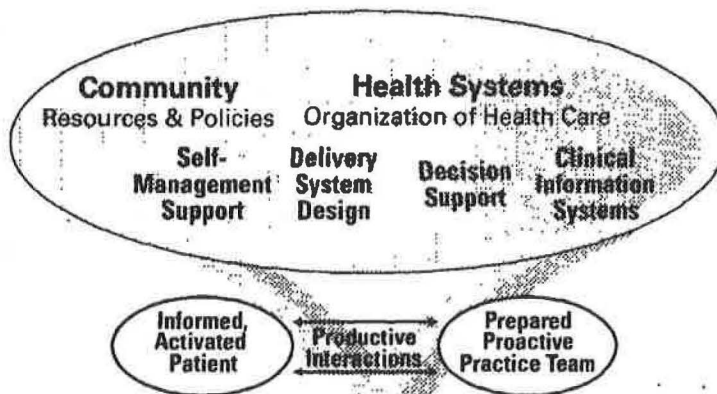 Community
Resources & Policies
Health Systems
Organization of Health Care
Self-
Management
Support
Delivery
System
Design
Decision
Support
Clinical
Information
Systems
Informed,
Activated
Patient
Productive
Interactions
Prepared
Proactive
Practice Team